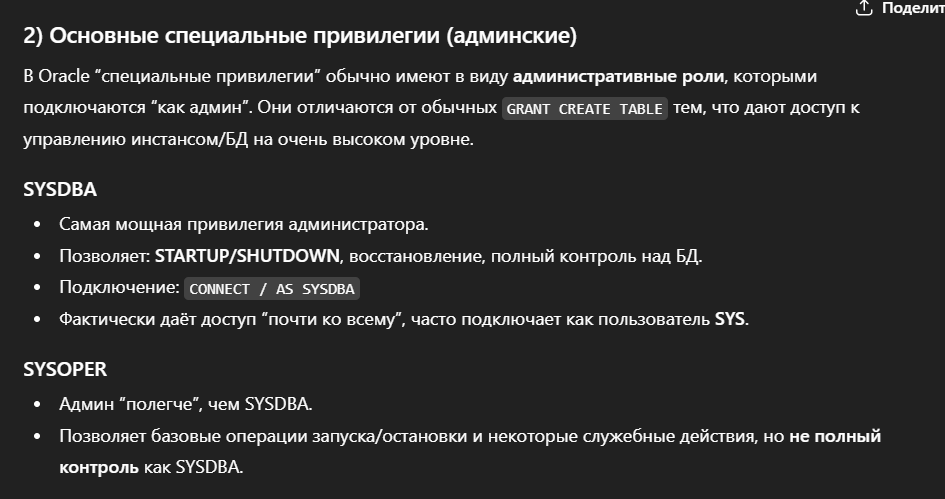 Поделит
2) Основные специальные привилегии (админские)
В Oracle “специальные привилегии” обычно имеют в виду административные роли, которыми
подключаются “как админ”. Они отличаются от обычных GRANT CREATE TABLE тем, что дают доступ к
управлению инстансом/БД на очень высоком уровне.
SYSDBA
• Самая мощная привилегия администратора.
• Позволяет: STARTUP/SHUTDOWN, восстановление, полный контроль над БД.
• Подключение: CONNECT / AS SYSDBA
• Фактически даёт доступ “почти ко всему”, часто подключает как пользователь SYS.
SYSOPER
• Админ “полегче”, чем SYSDBA.
• Позволяет базовые операции запуска/остановки и некоторые служебные действия, но не полный
контроль как SYSDBA.